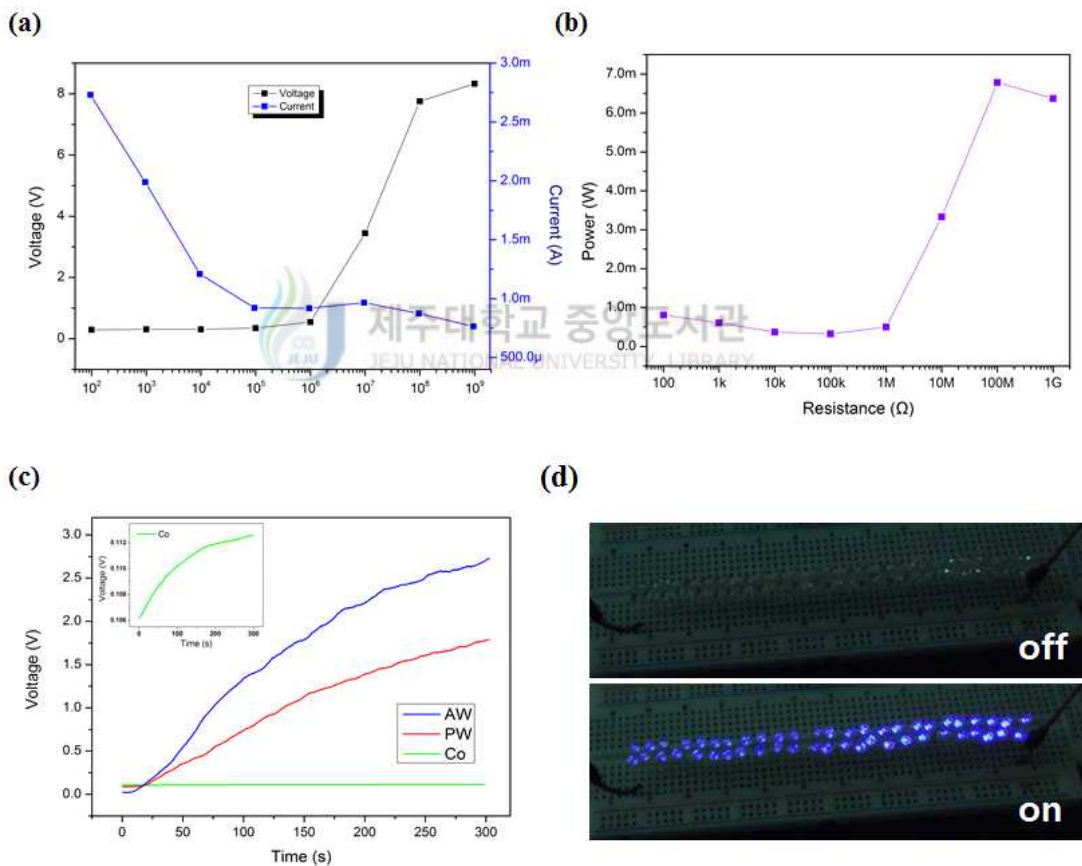 (a)
(b)
Voltage (V)
8
6
4
2
0
Voltage
Current
3.0m
2.5m
2.0m
1.5m
1.0m
500.0µ
Current (A)
10² 10³ 10⁴ 10⁵ 10⁶ 10⁷ 10⁸ 10⁹
Power (W)
7.0m
6.0m
5.0m
4.0m
3.0m
2.0m
1.0m
0.0
100 1k 10k 100k 1M 10M 100M 1G
Resistance (Ω)
제주대학교 중앙도서관
JEJU NATIONAL UNIVERSITY LIBRARY
JEJU
(c)
(d)
Voltage (V)
3.0
2.5
2.0
1.5
1.0
0.5
0.0
Co
Voltage (V)
0.112
0.110
0.108
0.106
0 100 200 300
Time (s)
AW
PW
Co
0 50 100 150 200 250 300
Time (s)
off
on